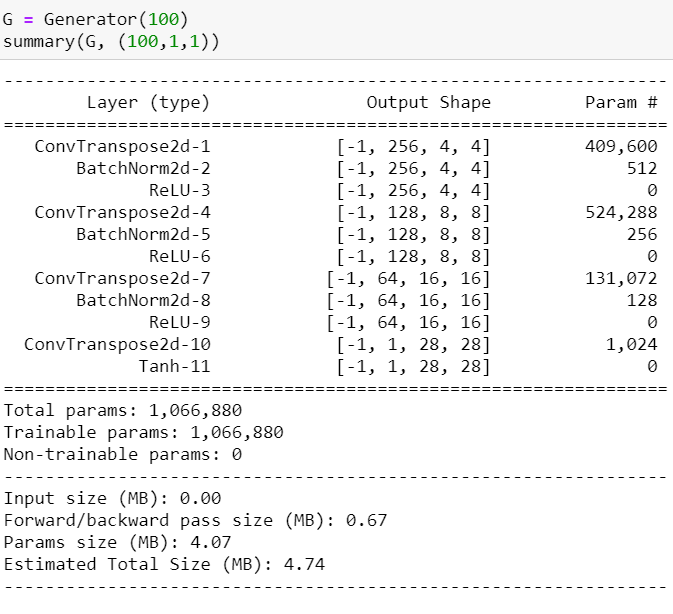 G = Generator(100)
summary(G, (100,1,1))
----------------------------------------------------------------
Layer (type) Output Shape Param #
================================================================
ConvTranspose2d-1 [-1, 256, 4, 4] 409,600
BatchNorm2d-2 [-1, 256, 4, 4] 512
ReLU-3 [-1, 256, 4, 4] 0
ConvTranspose2d-4 [-1, 128, 8, 8] 524,288
BatchNorm2d-5 [-1, 128, 8, 8] 256
ReLU-6 [-1, 128, 8, 8] 0
ConvTranspose2d-7 [-1, 64, 16, 16] 131,072
BatchNorm2d-8 [-1, 64, 16, 16] 128
ReLU-9 [-1, 64, 16, 16] 0
ConvTranspose2d-10 [-1, 1, 28, 28] 1,024
Tanh-11 [-1, 1, 28, 28] 0
================================================================
Total params: 1,066,880
Trainable params: 1,066,880
Non-trainable params: 0
----------------------------------------------------------------
Input size (MB): 0.00
Forward/backward pass size (MB): 0.67
Params size (MB): 4.07
Estimated Total Size (MB): 4.74
----------------------------------------------------------------